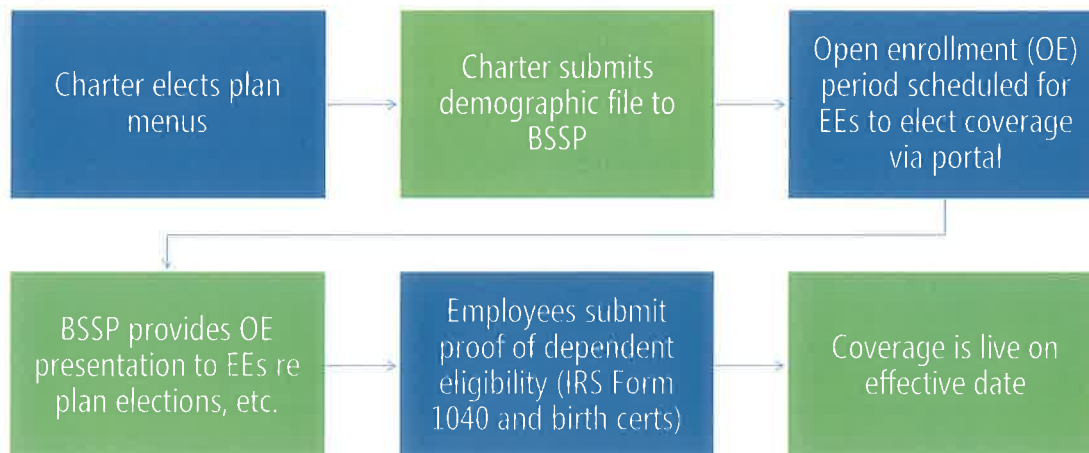 Charter elects plan
menus
Charter submits
demographic file to
BSSP
Open enrollment (OE)
period scheduled for
EEs to elect coverage
via portal
BSSP provides OE
presentation to EEs re
plan elections, etc.
Employees submit
proof of dependent
eligibility (IRS Form
1040 and birth certs)
Coverage is live on
effective date